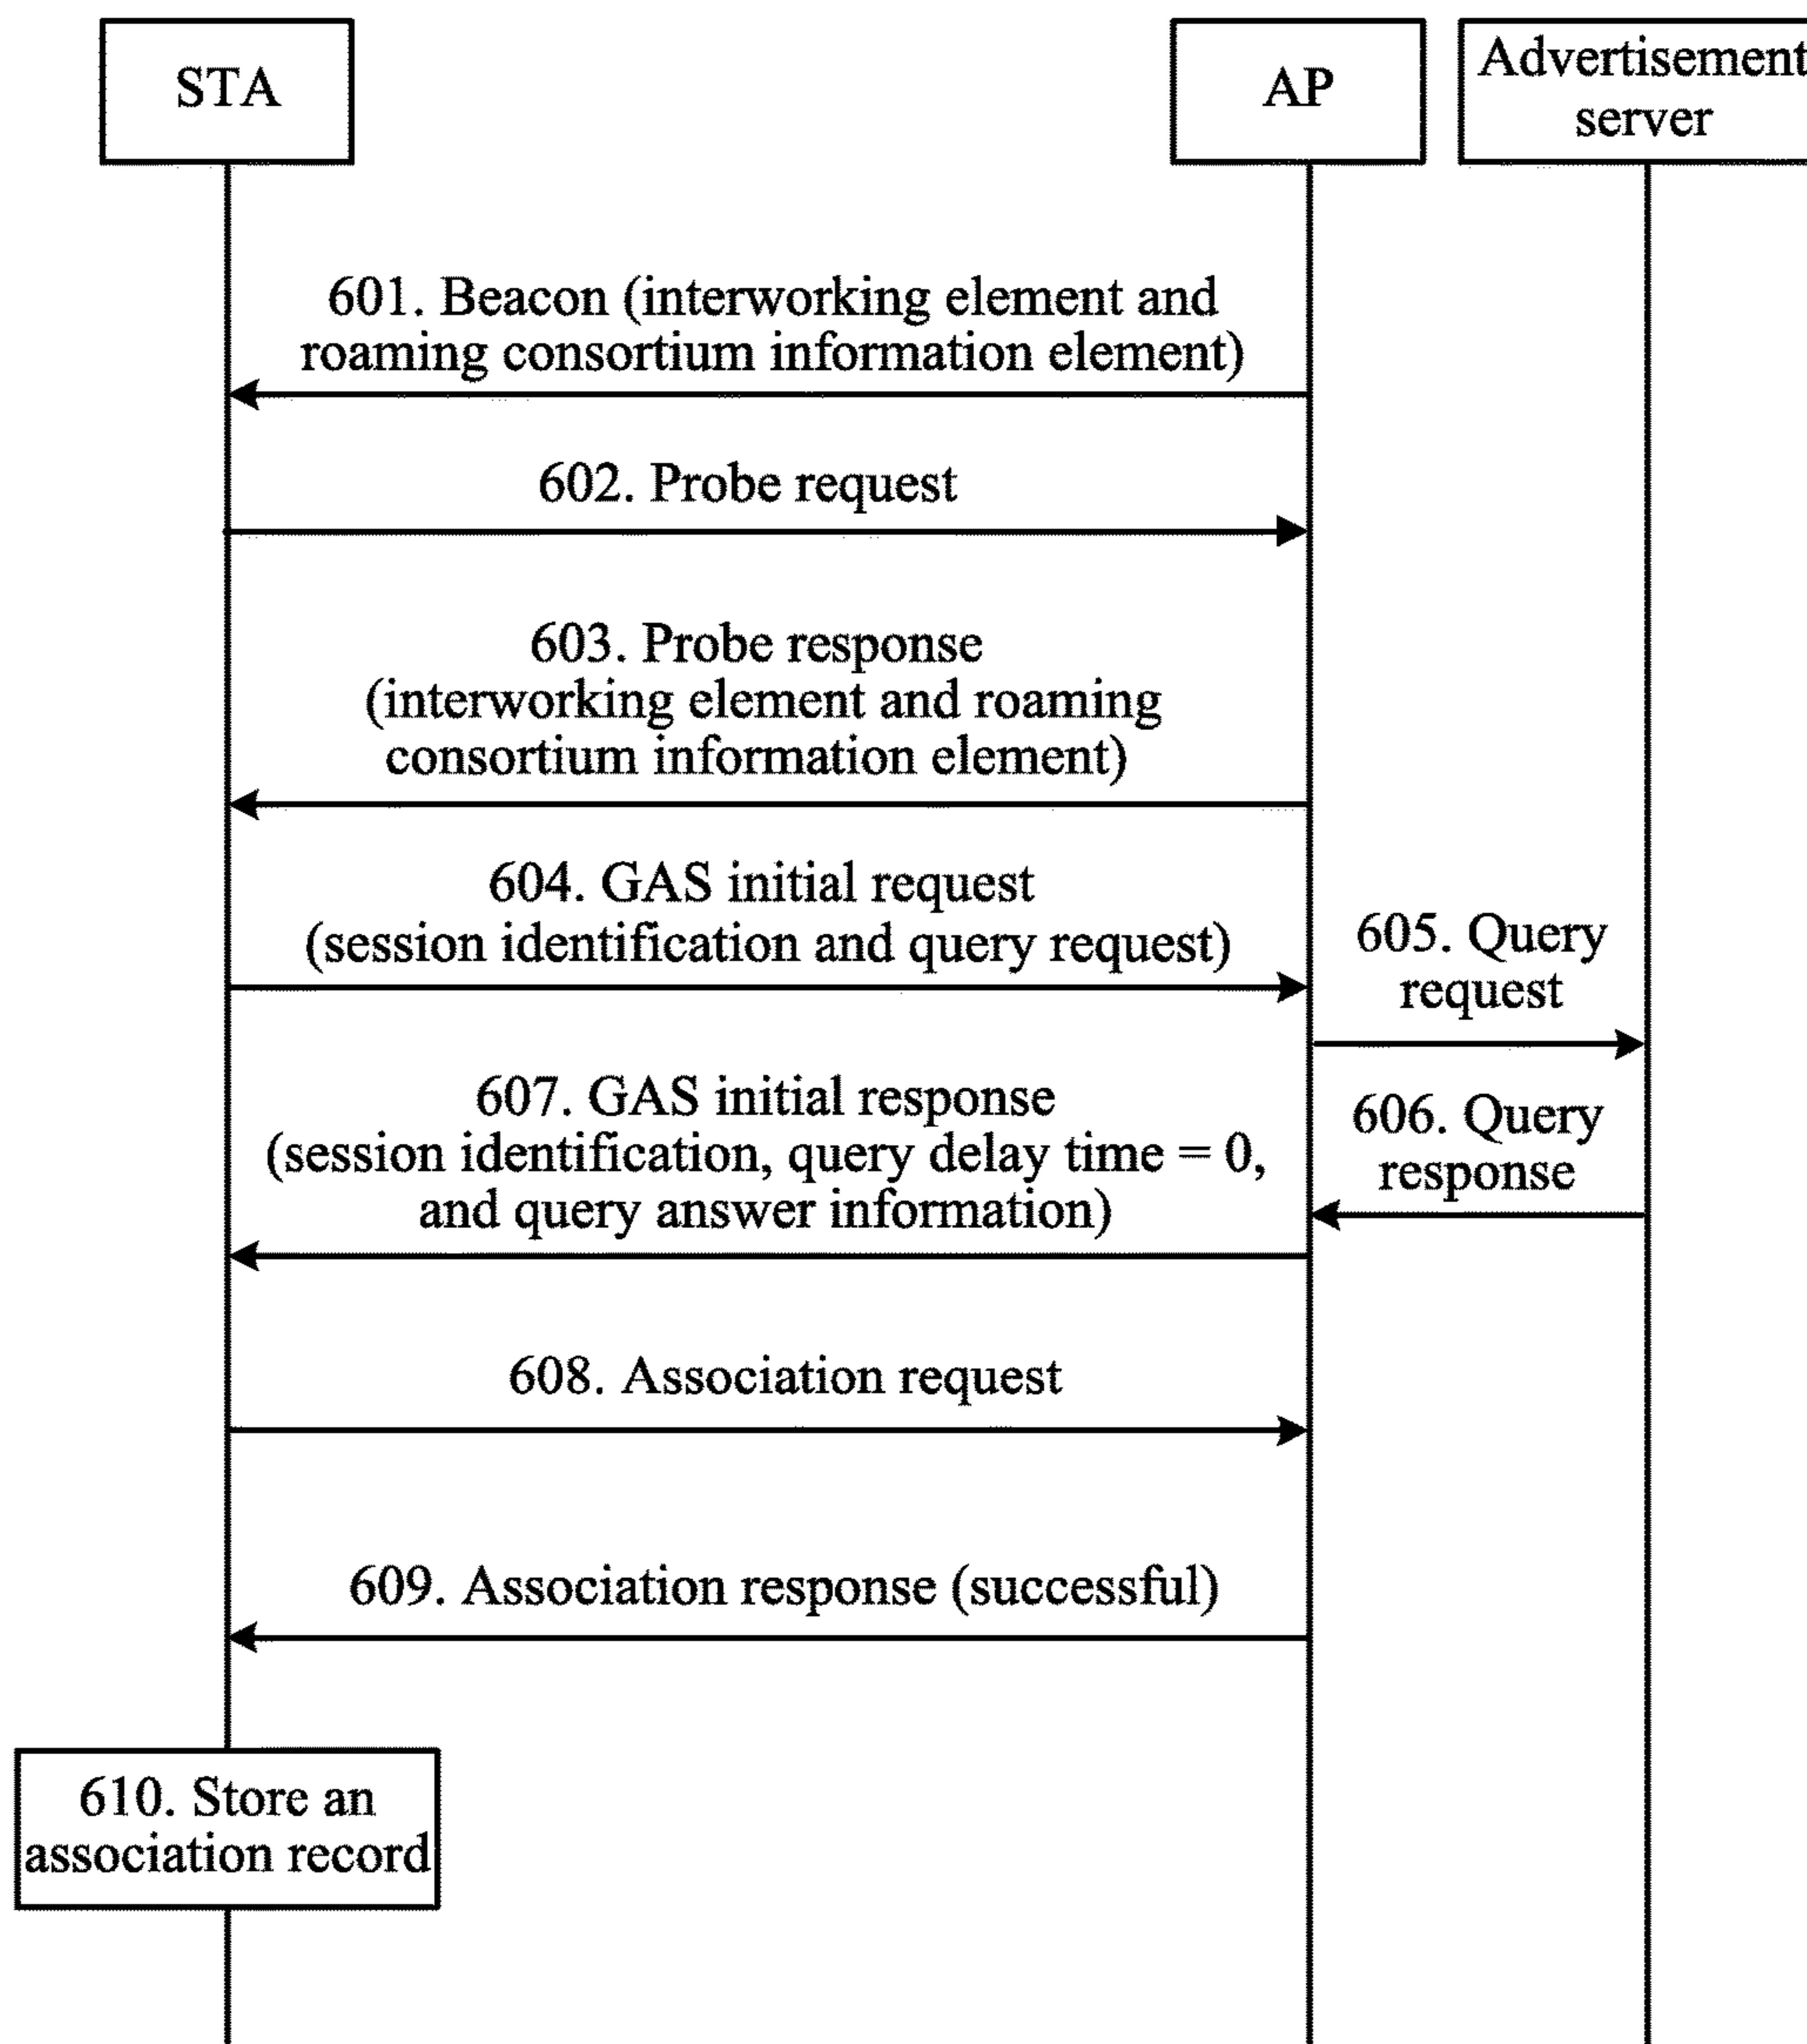 STA
AP
Advertisement
server
601. Beacon (interworking element and
roaming consortium information element)
602. Probe request
603. Probe response
(interworking element and roaming
consortium information element)
604. GAS initial request
(session identification and query request)
605. Query
request
607. GAS initial response
(session identification, query delay time = 0,
and query answer information)
606. Query
response
608. Association request
609. Association response (successful)
610. Store an
association record